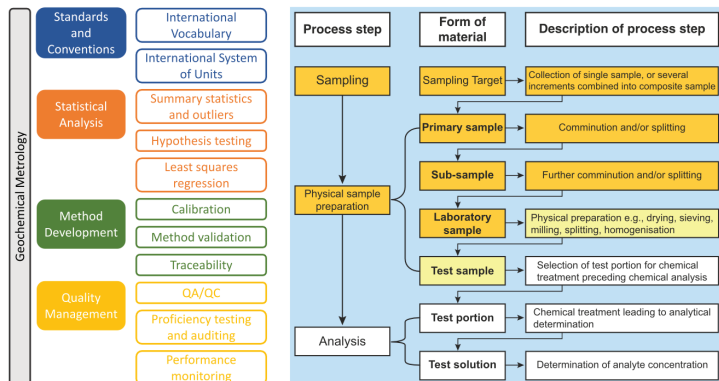 Geochemical Metrology
Standards
and
Conventions
International
Vocabulary
International System
of Units
Statistical
Analysis
Summary statistics
and outliers
Hypothesis testing
Least squares
regression
Method
Development
Calibration
Method validation
Traceability
Quality
Management
QA/QC
Proficiency testing
and auditing
Performance
monitoring
Process step
Form of
material
Description of process step
Sampling
Sampling Target
Collection of single sample, or several
increments combined into composite sample
Primary sample
Comminution and/or splitting
Physical sample
preparation
Sub-sample
Further comminution and/or splitting
Laboratory
sample
Physical preparation e.g., drying, sieving,
milling, splitting, homogenisation
Test sample
Selection of test portion for chemical
treatment preceding chemical analysis
Analysis
Test portion
Chemical treatment leading to analytical
determination
Test solution
Determination of analyte concentration